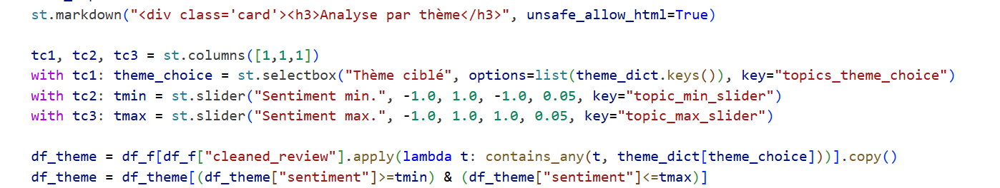 st.markdown("<div class='card'><h3>Analyse par thème</h3>", unsafe_allow_html=True)
tc1, tc2, tc3 = st.columns([1,1,1])
with tc1: theme_choice = st.selectbox("Thème ciblé", options=list(theme_dict.keys()), key="topics_theme_choice")
with tc2: tmin = st.slider("Sentiment min.", -1.0, 1.0, -1.0, 0.05, key="topic_min_slider")
with tc3: tmax = st.slider("Sentiment max.", -1.0, 1.0, 1.0, 0.05, key="topic_max_slider")
df_theme = df_f[df_f["cleaned_review"].apply(lambda t: contains_any(t, theme_dict[theme_choice]))].copy()
df_theme = df_theme[(df_theme["sentiment"]>=tmin) & (df_theme["sentiment"]<=tmax)]